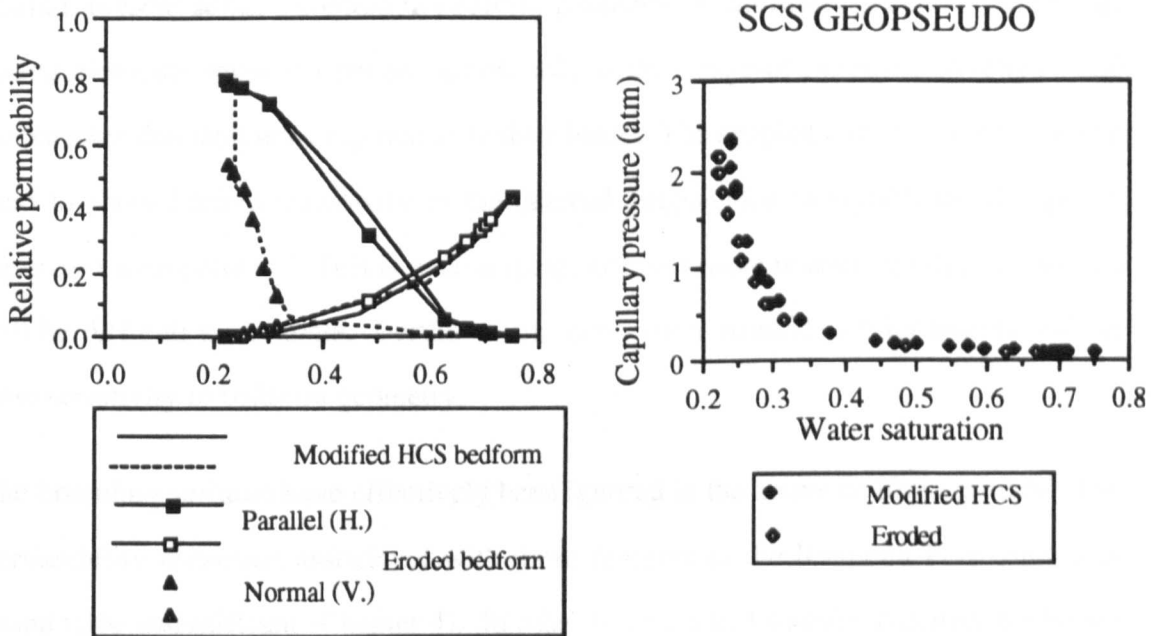 SCS GEOPSEUDO
Relative permeability
1.0
0.8
0.6
0.4
0.2
0.0
0.0 0.2 0.4 0.6 0.8
Modified HCS bedform
Parallel (H.)
Eroded bedform
Normal (V.)
Capillary pressure (atm)
3
2
1
0
0.2 0.3 0.4 0.5 0.6 0.7 0.8
Water saturation
Modified HCS
Eroded